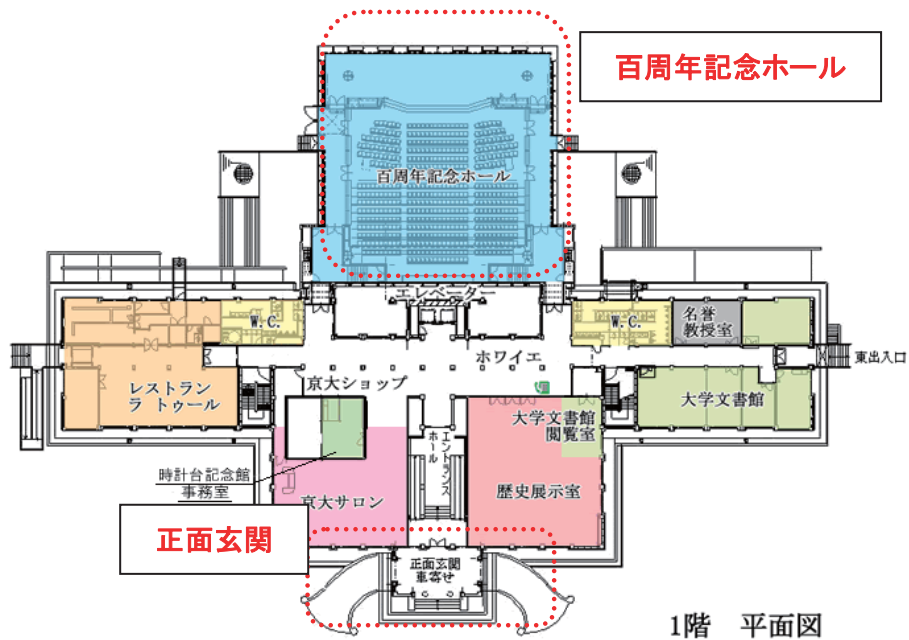 百周年記念ホール
百周年記念ホール
エレベーター
W.C.
W.C.
名誉
教授室
ホワイエ
東出入口
レストラン
ラ トゥール
京大ショップ
大学文書館
大学文書館
閲覧室
エントランス
ホール
時計台記念館
事務室
京大サロン
歴史展示室
正面玄関
正面玄関
車寄せ
1階 平面図